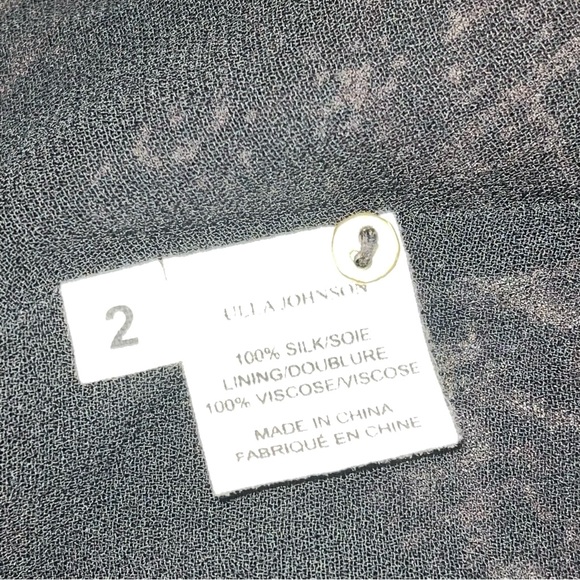 2
ULLA JOHNSON
100% SILK/SOIE
LINING/DOUBLURE
100% VISCOSE/VISCOSE
MADE IN CHINA
FABRIQUÉ EN CHINE